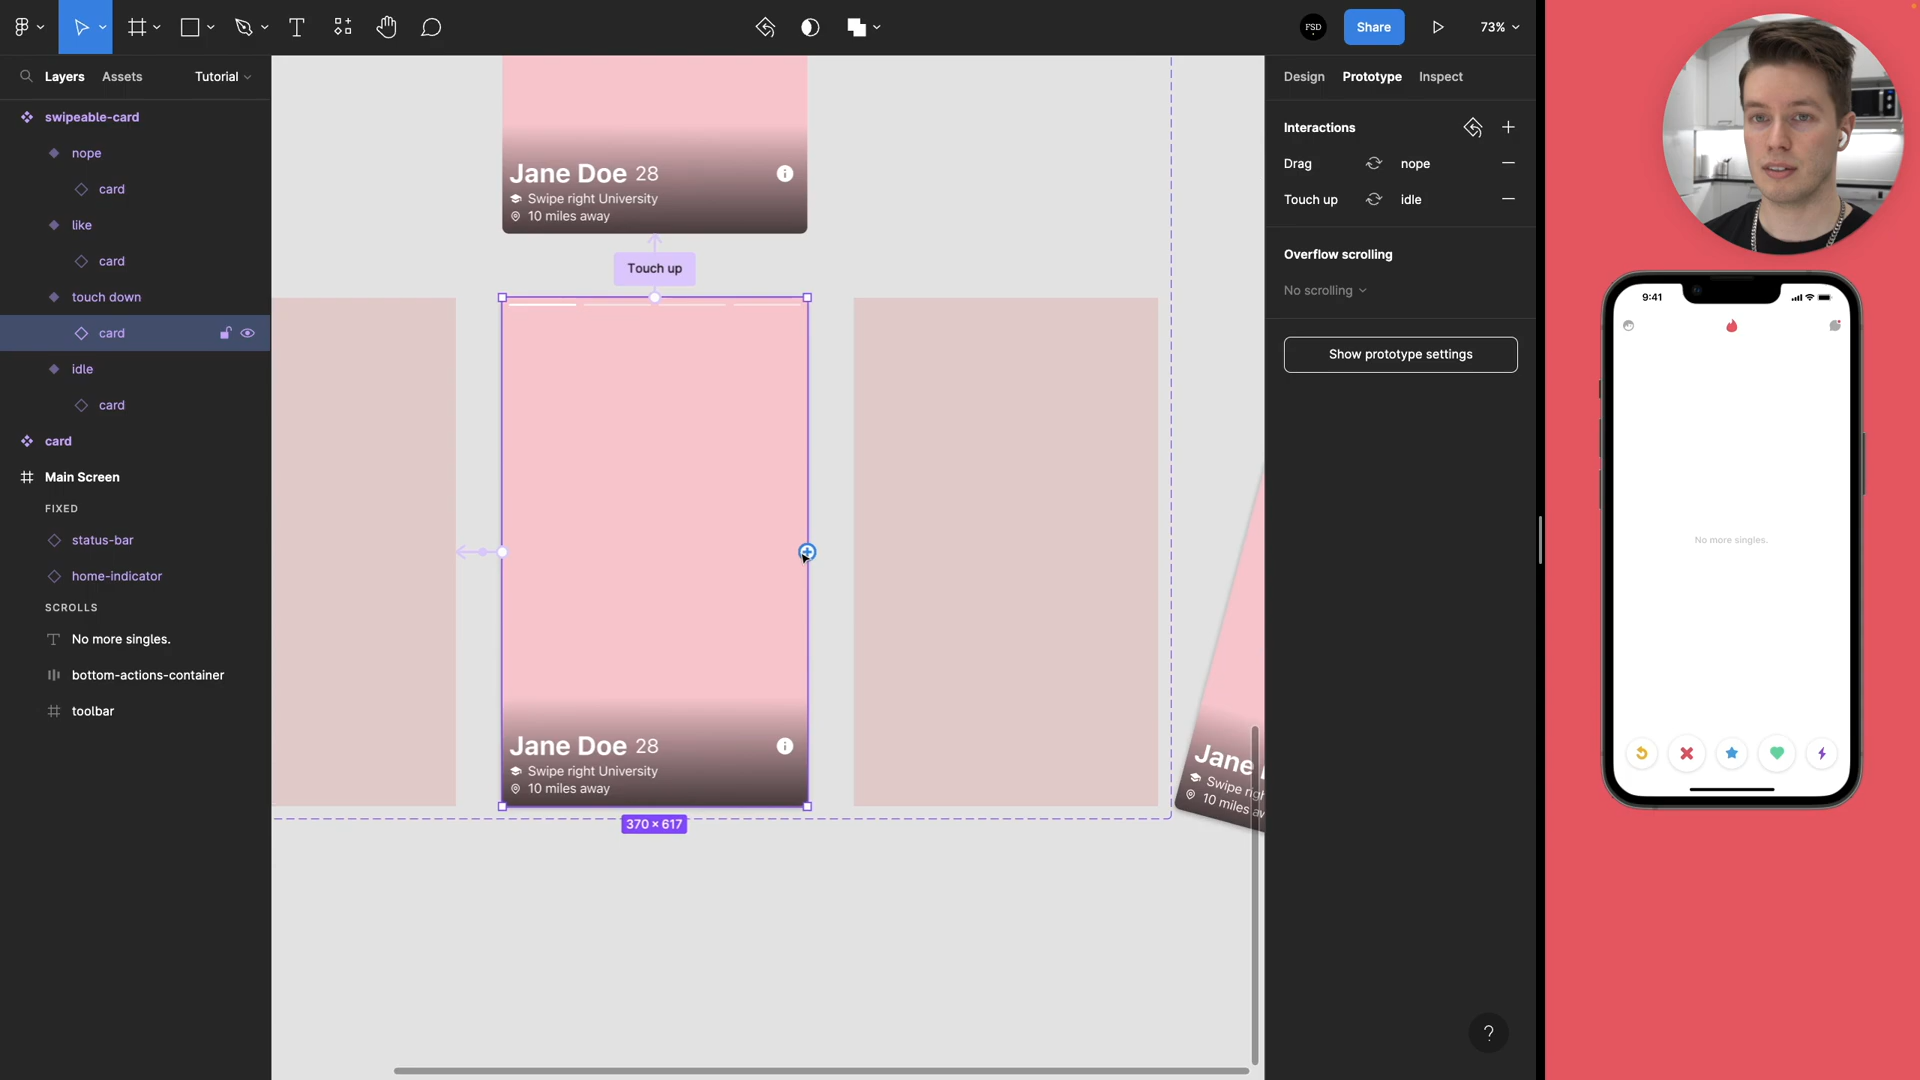 FSD
Share
73%
Layers
Assets
Tutorial
swipeable-card
nope
card
like
card
touch down
card
idle
card
card
Main Screen
FIXED
status-bar
home-indicator
SCROLLS
No more singles.
bottom-actions-container
toolbar
Jane Doe 28
Swipe right University
10 miles away
Touch up
Jane Doe 28
Swipe right University
10 miles away
370 × 617
Jane
Swipe
10 miles
Design
Prototype
Inspect
Interactions
Drag
nope
Touch up
idle
Overflow scrolling
No scrolling
Show prototype settings
?
9:41
No more singles.